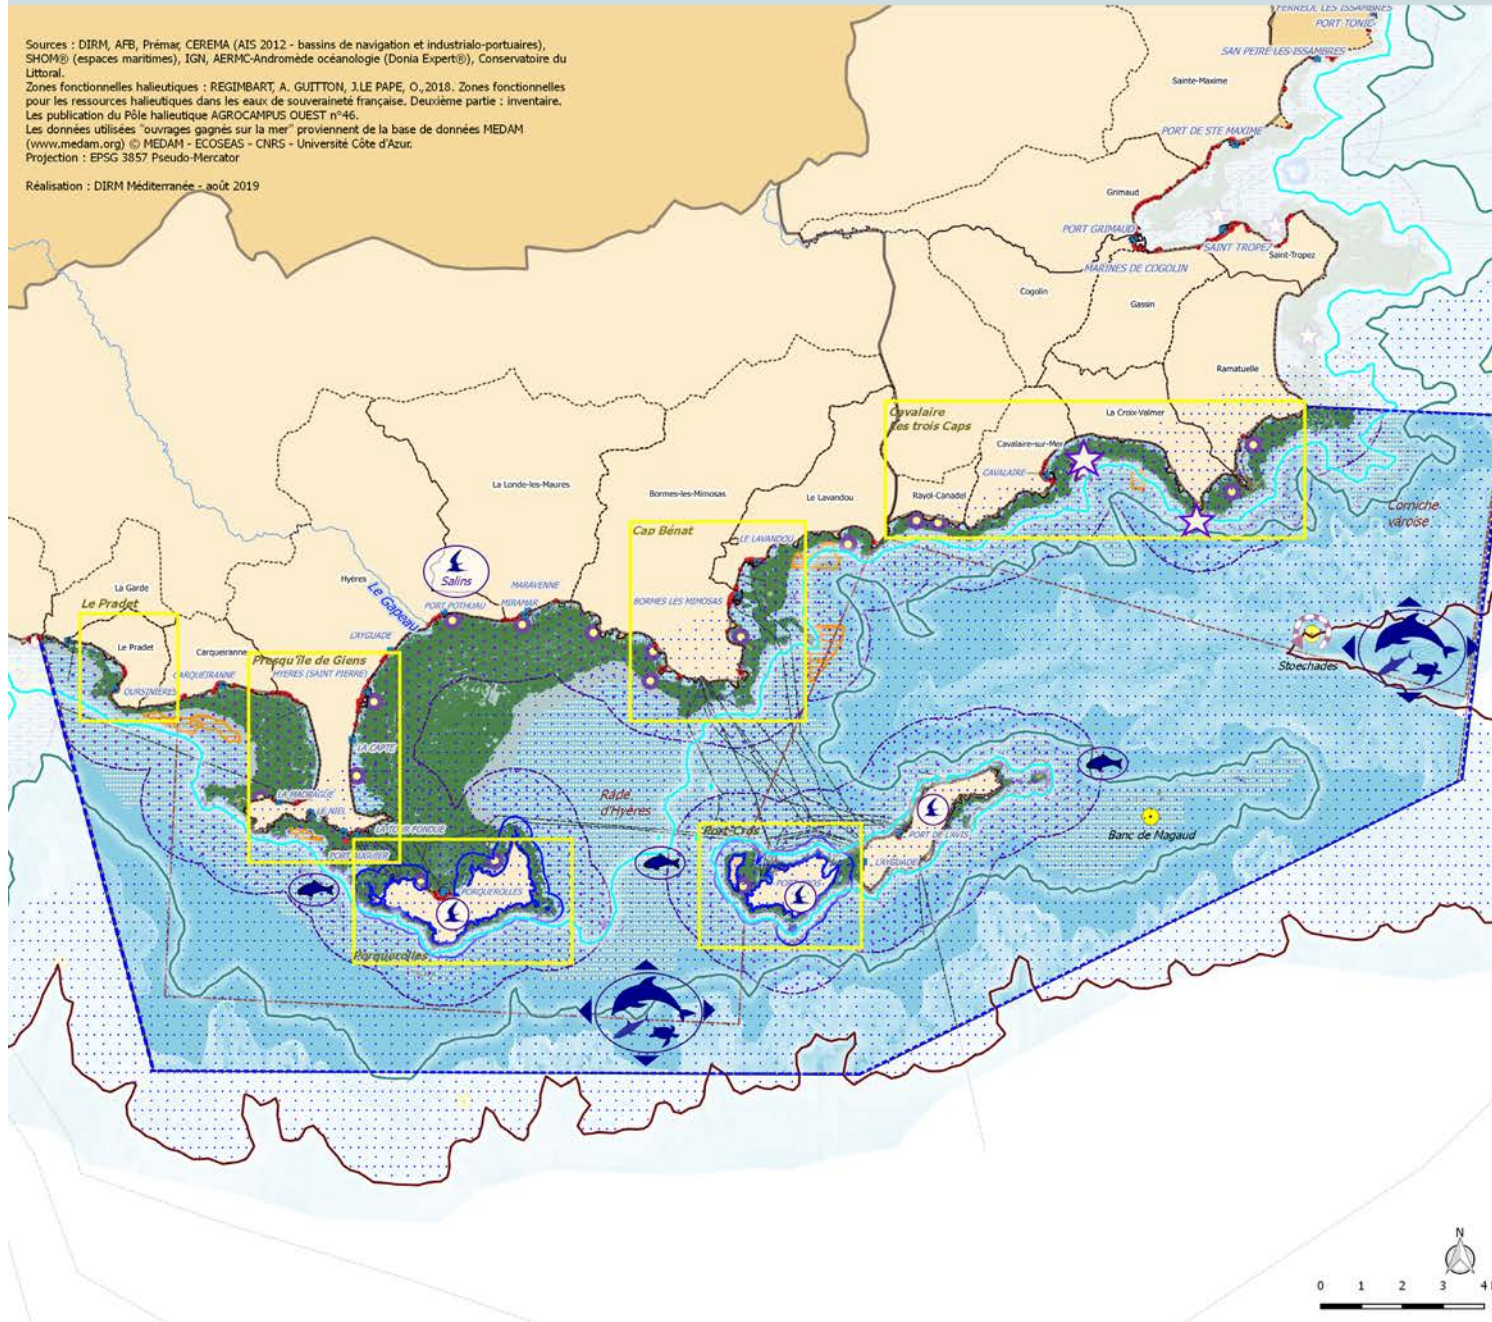 Sources : DIRM, AFB, Prémar, CEREMA (AIS 2012 - bassins de navigation et industrialo-portuaires),
SHOM® (espaces maritimes), IGN, AERMC-Andromède océanologie (Donia Expert®), Conservatoire du
Littoral.
Zones fonctionnelles halieutiques : REGIMBART, A. GUITTON, J.LE PAPE, O.,2018. Zones fonctionnelles
pour les ressources halieutiques dans les eaux de souveraineté française. Deuxième partie : inventaire.
Les publication du Pôle halieutique AGROCAMPUS OUEST n°46.
Les données utilisées "ouvrages gagnés sur la mer" proviennent de la base de données MEDAM
(www.medam.org) © MEDAM - ECOSEAS - CNRS - Université Côte d'Azur.
Projection : EPSG 3857 Pseudo-Mercator
Réalisation : DIRM Méditerranée - août 2019
FERREOL LES ISSAMBRES
PORT TONIC
SAN PEIRE LES ISSAMBRES
Sainte-Maxime
PORT DE STE MAXIME
Grimaud
PORT GRIMAUD
SAINT TROPEZ
Saint-Tropez
MARINES DE COGOLIN
Cogolin
Gassin
Ramatuelle
Cavalaire
Les trois Caps
La Croix-Valmer
Cavalaire-sur-Mer
CAVALAIRE
Rayol-Canadel
Le Lavandou
La Londe-les-Maures
Bormes-les-Mimosas
Corniche
varoise
Cap Bénat
LE LAVANDOU
BORMES LES MIMOSAS
Salins
Hyères
Le Gapeau
MARAVENNE
PORT POTHUAU
MIRAMAR
L'AYGUADE
La Garde
Le Pradet
Le Pradet
Carqueiranne
Presqu'île de Giens
CARQUEIRANNE
HYERES (SAINT PIERRE)
OURSINIERES
Stoechades
LA CAPTE
LA MADRAGUE
LE NIEL
LA TOUR FONDUE
PORT AUGUIER
Rade
d'Hyères
Port-Cros
PORT DE L'AVIS
L'AYGUADE
PORT CROS
Banc de Magaud
PORQUEROLLES
Porquerolles
N
0 1 2 3 4